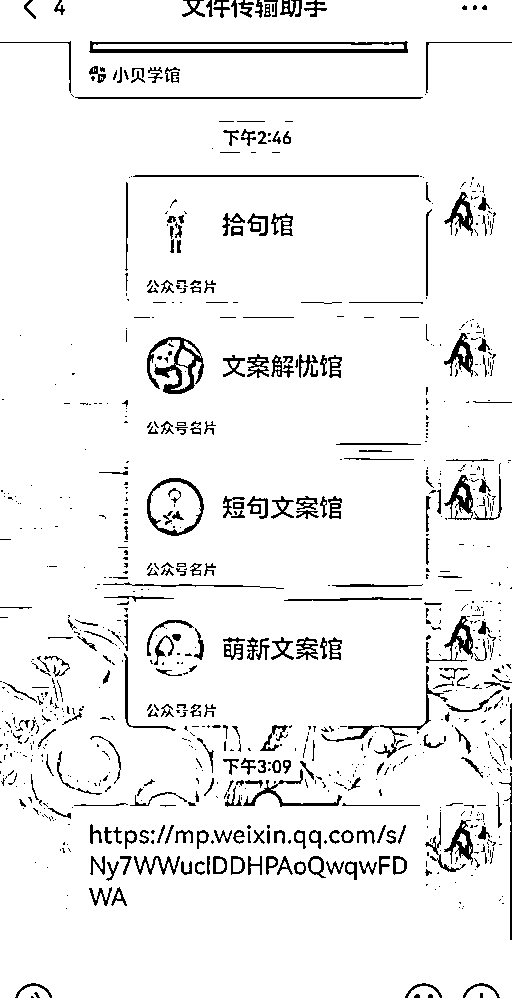 4
文件传输助手
小贝学馆
下午2:46
拾句馆
公众号名片
文案解忧馆
公众号名片
短句文案馆
公众号名片
萌新文案馆
公众号名片
下午3:09
https://mp.weixin.qq.com/s/
Ny7WWuclDDHPAoQwqwFD
WA